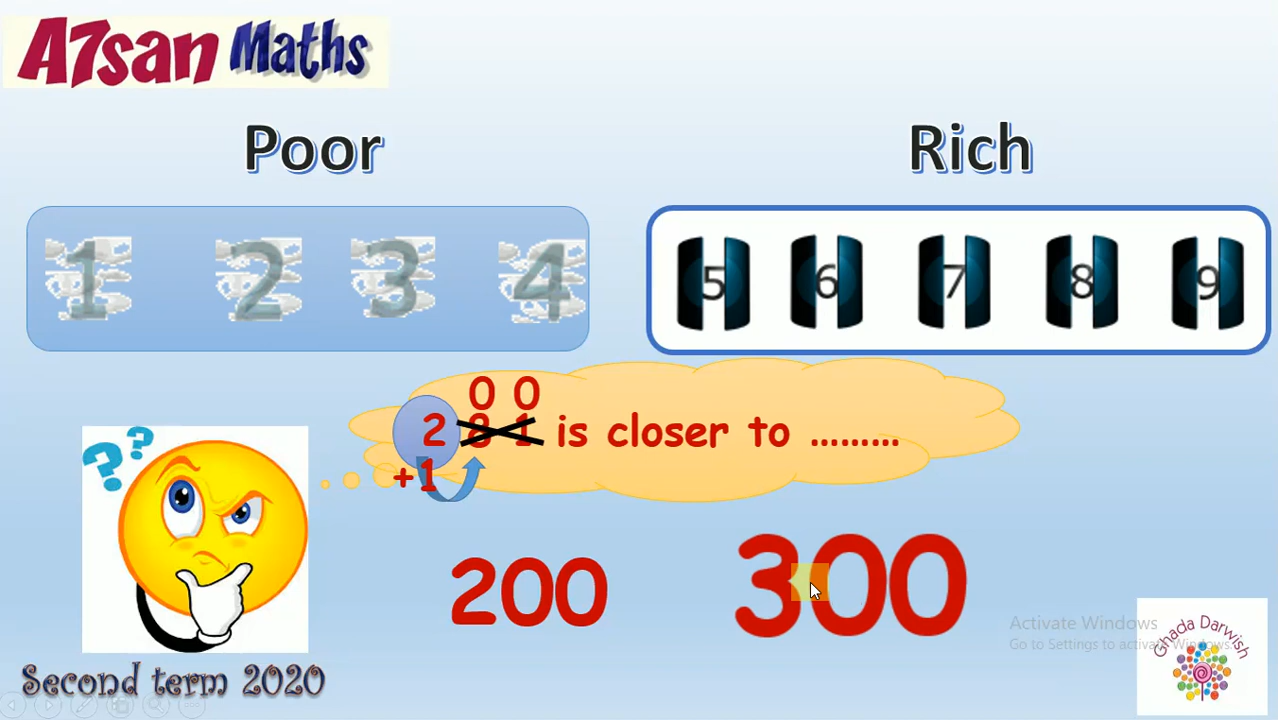 A7san Maths
Poor
Rich
1 2 3 4
5 6 7 8 9
0 0
2 8 1 is closer to .........
+1
? ?
200
300
Activate Windows
Go to Settings to activate Windows.
Ghada Darwish
Second term 2020